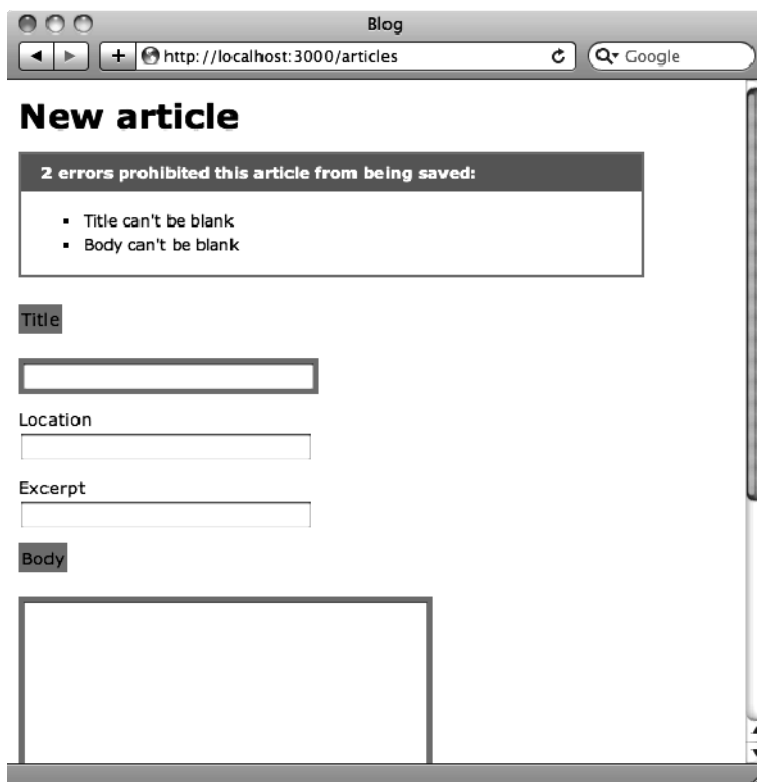 Blog
http://localhost:3000/articles
Google
New article
2 errors prohibited this article from being saved:
Title can't be blank
Body can't be blank
Title
Location
Excerpt
Body